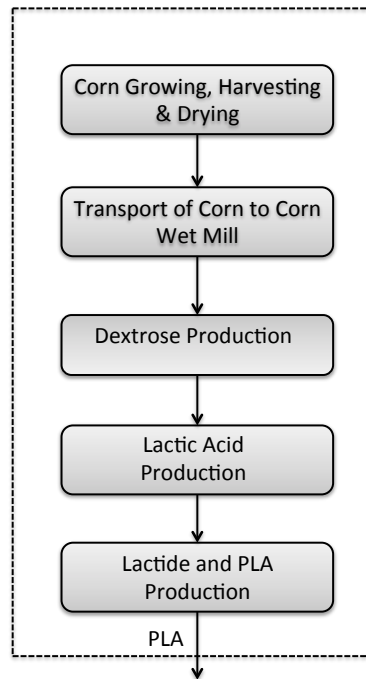 Corn Growing, Harvesting
& Drying
Transport of Corn to Corn
Wet Mill
Dextrose Production
Lactic Acid
Production
Lactide and PLA
Production
PLA